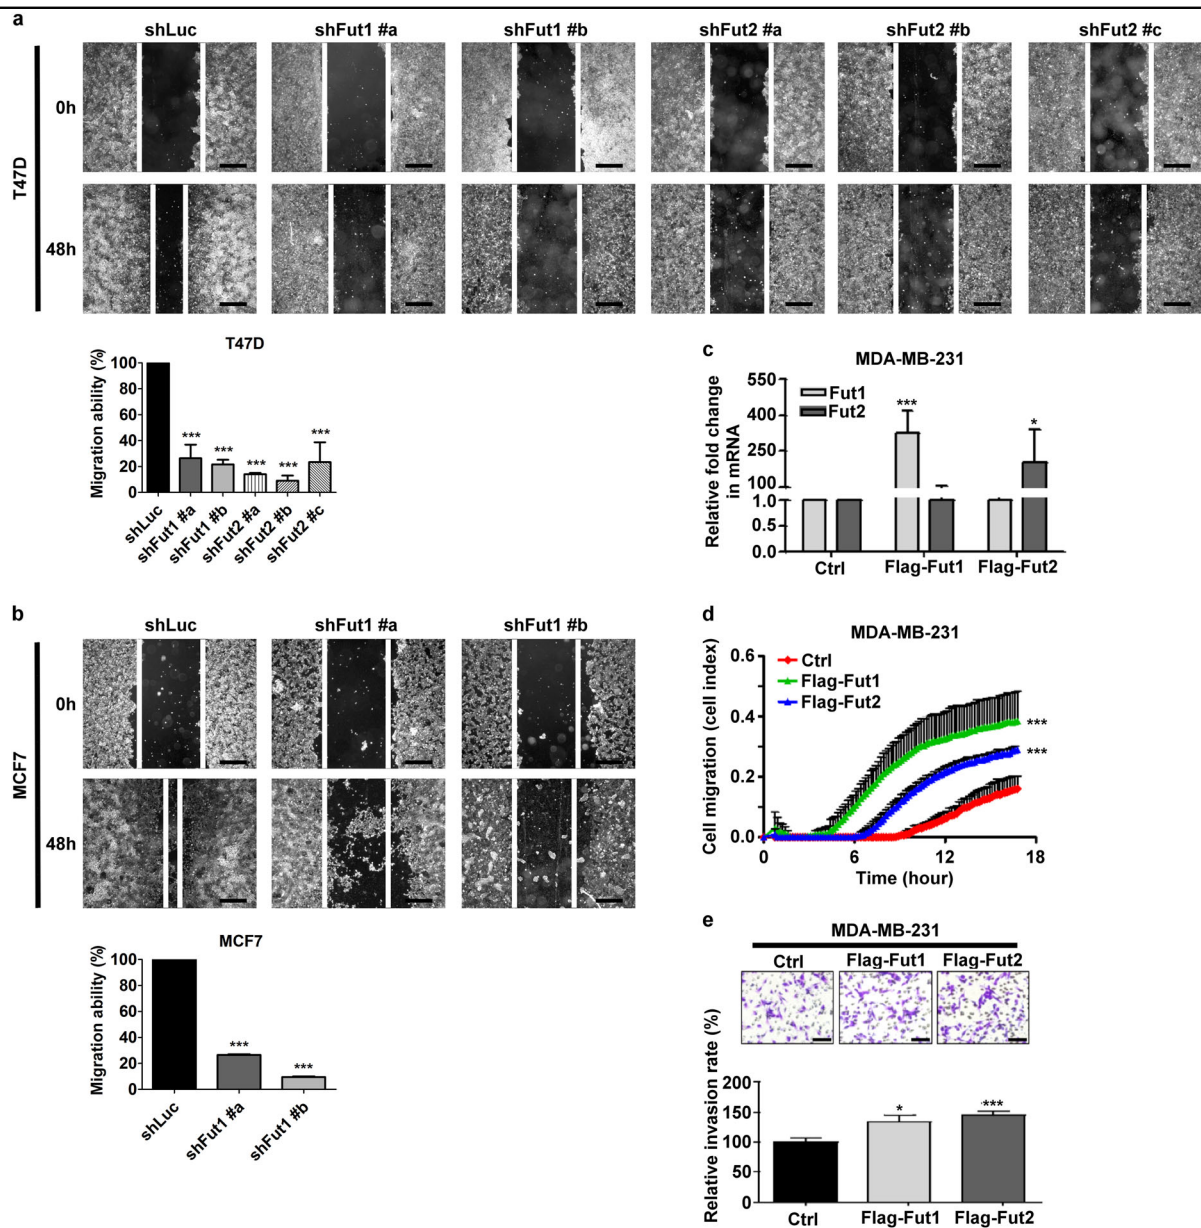 a
shLuc shFut1 #a shFut1 #b shFut2 #a shFut2 #b shFut2 #c
T47D
0h
48h
T47D
Migration ability (%)
100
80
60
40
20
0
*** *** *** *** ***
shLuc shFut1 #a shFut1 #b shFut2 #a shFut2 #b shFut2 #c
c
MDA-MB-231
Relative fold change
in mRNA
550
400
250
100
1.0
0.5
0.0
Fut1
Fut2
***
*
Ctrl Flag-Fut1 Flag-Fut2
b
shLuc shFut1 #a shFut1 #b
MCF7
0h
48h
MCF7
Migration ability (%)
100
80
60
40
20
0
***
***
shLuc shFut1 #a shFut1 #b
d
MDA-MB-231
Cell migration (cell index)
0.6
0.4
0.2
0.0
Ctrl
Flag-Fut1
Flag-Fut2
***
***
0 6 12 18
Time (hour)
e
MDA-MB-231
Ctrl Flag-Fut1 Flag-Fut2
Relative invasion rate (%)
200
150
100
50
0
* ***
Ctrl Flag-Fut1 Flag-Fut2